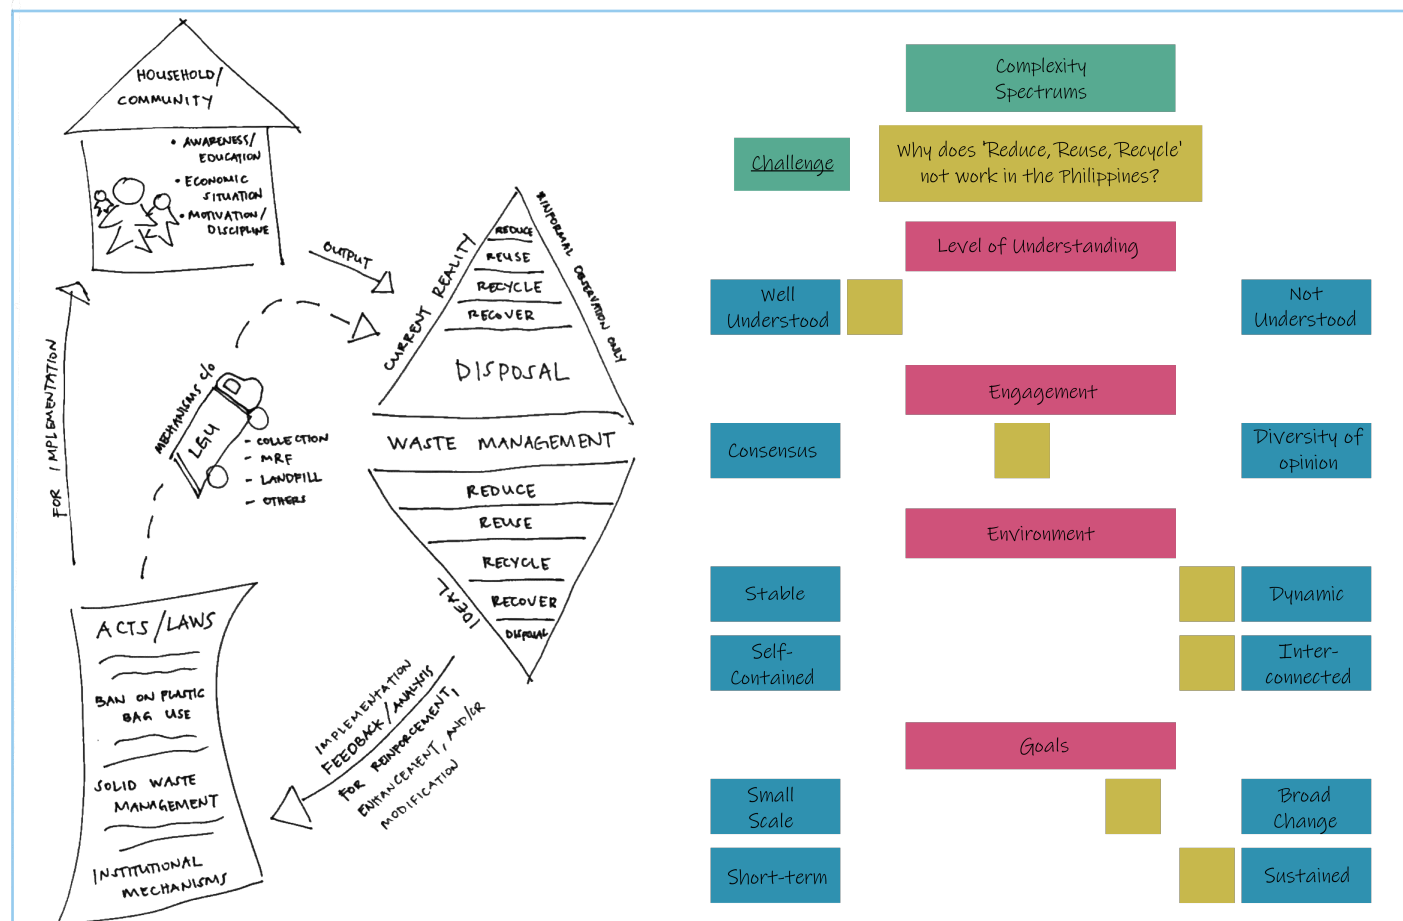 HOUSEHOLD/
COMMUNITY
• AWARENESS/
EDUCATION
• ECONOMIC
SITUATION
• MOTIVATION/
DISCIPLINE
OUTPUT
FOR IMPLEMENTATION
MECHANISMS c/o
LGU
- COLLECTION
- MRF
- LANDFILL
- OTHERS
CURRENT REALITY
*INFORMAL OBSERVATION ONLY
REDUCE
REUSE
RECYCLE
RECOVER
DISPOSAL
WASTE MANAGEMENT
REDUCE
REUSE
RECYCLE
RECOVER
DISPOSAL
IDEAL
IMPLEMENTATION
FEEDBACK/ANALYSIS
FOR REINFORCEMENT,
ENHANCEMENT, AND/OR
MODIFICATION
ACTS/LAWS
BAN ON PLASTIC
BAG USE
SOLID WASTE
MANAGEMENT
INSTITUTIONAL
MECHANISMS
Complexity
Spectrums
Challenge
Why does 'Reduce, Reuse, Recycle'
not work in the Philippines?
Level of Understanding
Well
Understood
Not
Understood
Engagement
Consensus
Diversity of
opinion
Environment
Stable
Dynamic
Self-
Contained
Inter-
connected
Goals
Small
Scale
Broad
Change
Short-term
Sustained